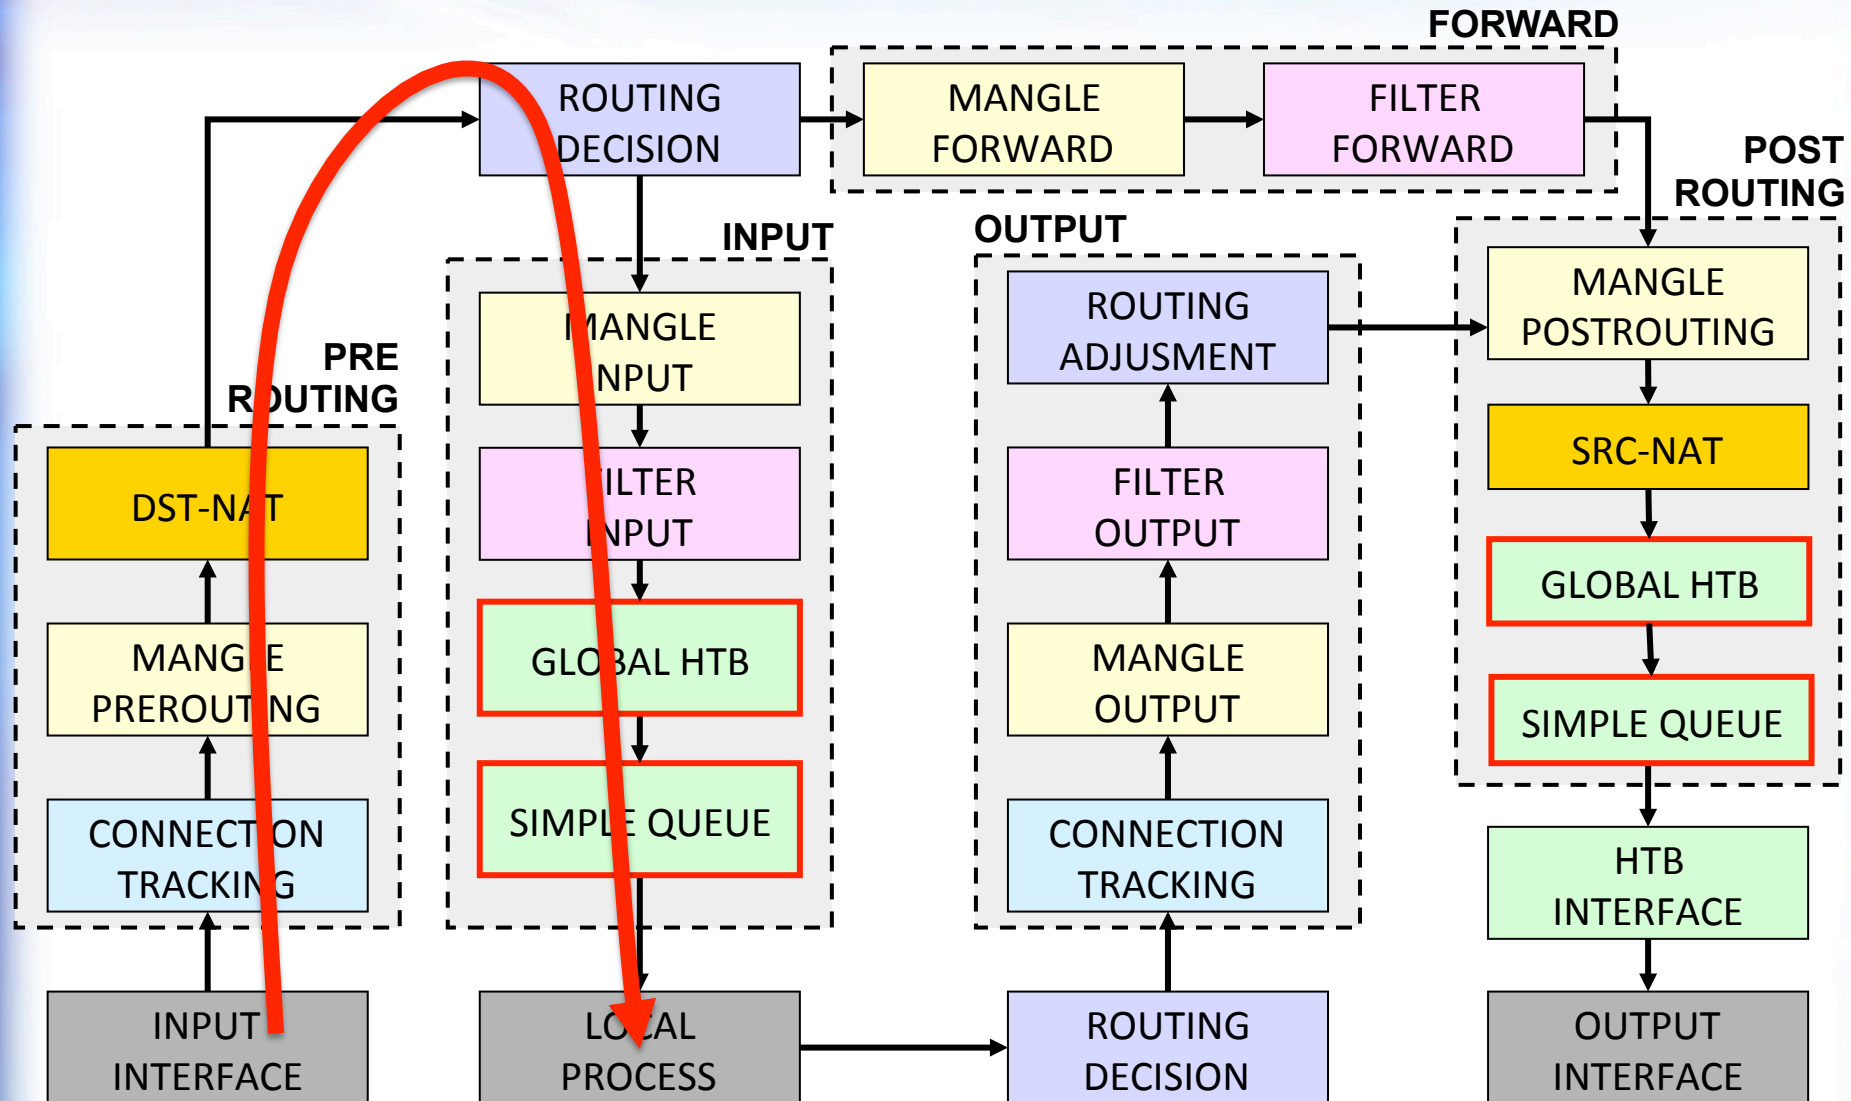 FORWARD
ROUTING
DECISION
MANGLE
FORWARD
FILTER
FORWARD
POST
ROUTING
INPUT
OUTPUT
MANGLE
INPUT
ROUTING
ADJUSMENT
MANGLE
POSTROUTING
PRE
ROUTING
DST-NAT
FILTER
INPUT
FILTER
OUTPUT
SRC-NAT
GLOBAL HTB
MANGLE
PREROUTING
GLOBAL HTB
MANGLE
OUTPUT
SIMPLE QUEUE
CONNECTION
TRACKING
SIMPLE QUEUE
CONNECTION
TRACKING
HTB
INTERFACE
INPUT
INTERFACE
LOCAL
PROCESS
ROUTING
DECISION
OUTPUT
INTERFACE